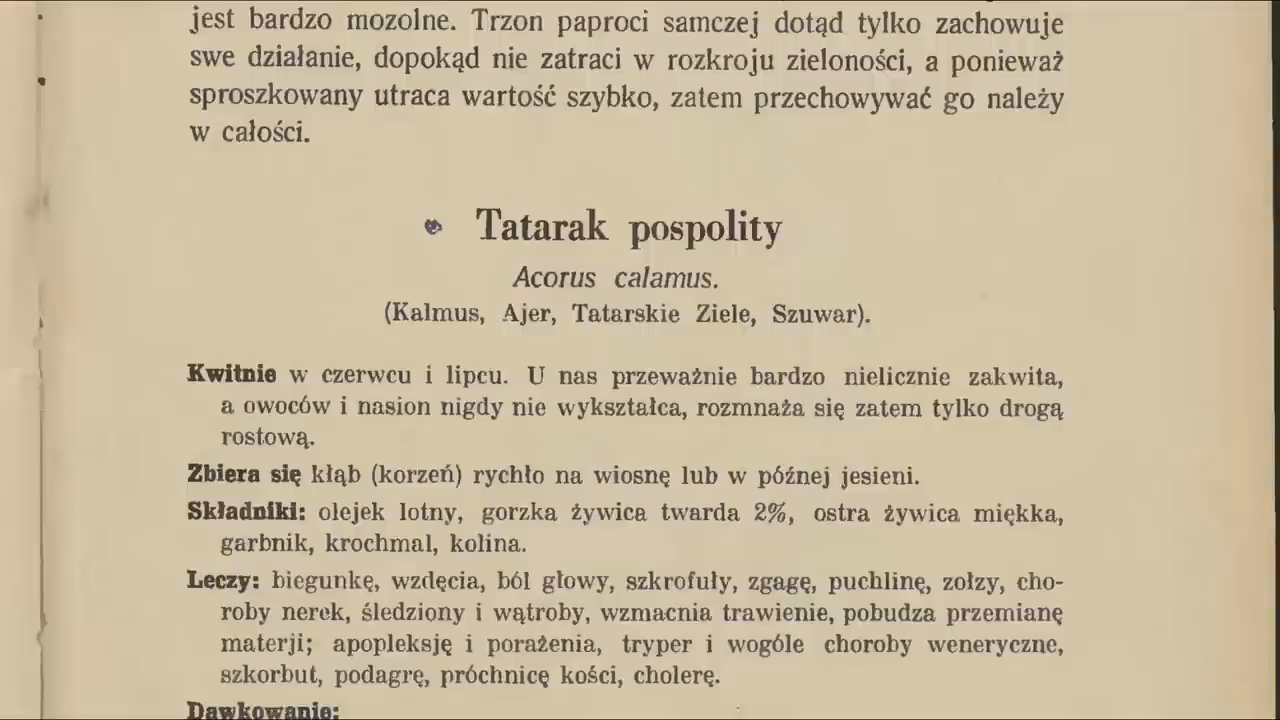 jest bardzo mozolne. Trzon paproci samczej dotąd tylko zachowuje
swe działanie, dopokąd nie zatraci w rozkroju zieloności, a ponieważ
sproszkowany utraca wartość szybko, zatem przechowywać go należy
w całości.
Tatarak pospolity
Acorus calamus.
(Kalmus, Ajer, Tatarskie Ziele, Szuwar).
Kwitnie w czerwcu i lipcu. U nas przeważnie bardzo nielicznie zakwita,
a owoców i nasion nigdy nie wykształca, rozmnaża się zatem tylko drogą
rostową.
Zbiera się kłąb (korzeń) rychło na wiosnę lub w późnej jesieni.
Składniki: olejek lotny, gorzka żywica twarda 2%, ostra żywica miękka,
garbnik, krochmal, kolina.
Leczy: biegunkę, wzdęcia, ból głowy, szkrofuły, zgagę, puchlinę, zołzy, cho-
roby nerek, śledziony i wątroby, wzmacnia trawienie, pobudza przemianę
materji; apopleksję i porażenia, tryper i wogóle choroby weneryczne,
szkorbut, podagrę, próchnicę kości, cholerę.
Dawkowanie: